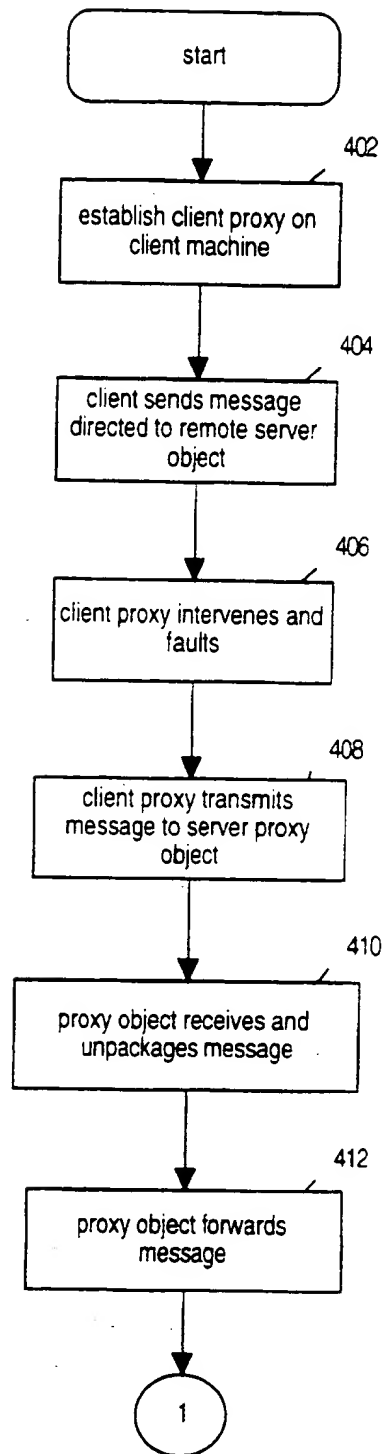 start
402
establish client proxy on
client machine
404
client sends message
directed to remote server
object
406
client proxy intervenes and
faults
408
client proxy transmits
message to server proxy
object
410
proxy object receives and
unpackages message
412
proxy object forwards
message
1